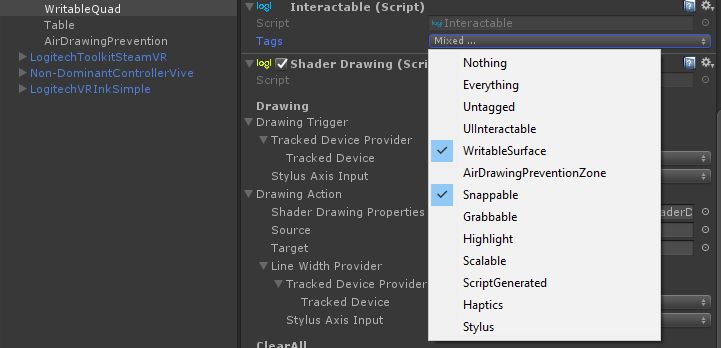 WritableQuad
Table
AirDrawingPrevention
LogitechToolkitSteamVR
Non-DominantControllerVive
LogitechVRInkSimple
logi Interactable (Script)
Script logi Interactable
Tags Mixed ...
logi Shader Drawing (Scri
Script
Drawing
Drawing Trigger
Tracked Device Provider
Tracked Device
Stylus Axis Input
Drawing Action
Shader Drawing Properties
aderD
Source
Target
Line Width Provider
Tracked Device Provider
Tracked Device
Stylus Axis Input
ClearAll
Nothing
Everything
Untagged
UIInteractable
WritableSurface
AirDrawingPreventionZone
Snappable
Grabbable
Highlight
Scalable
ScriptGenerated
Haptics
Stylus